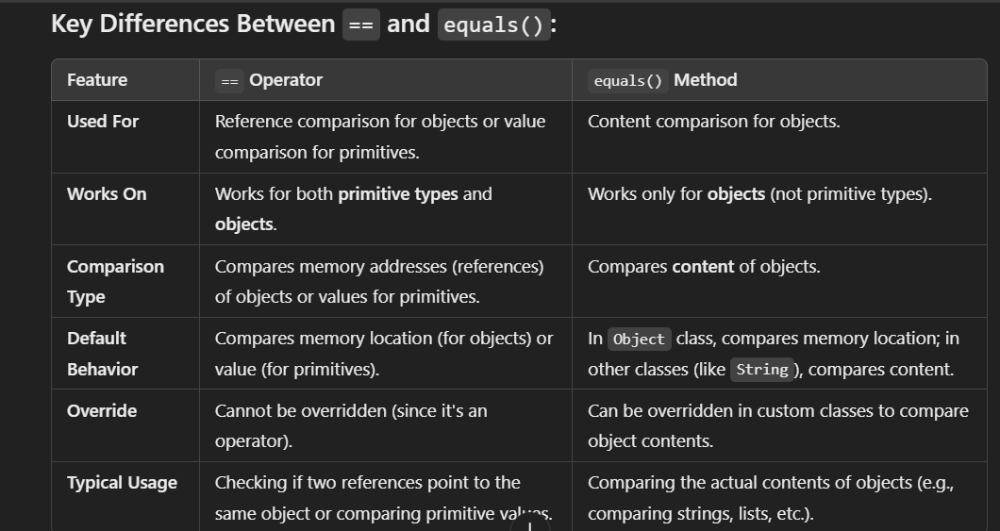 Key Differences Between == and equals():
Feature
== Operator
equals() Method
Used For
Reference comparison for objects or value
comparison for primitives.
Content comparison for objects.
Works On
Works for both primitive types and
objects.
Works only for objects (not primitive types).
Comparison
Type
Compares memory addresses (references)
of objects or values for primitives.
Compares content of objects.
Default
Behavior
Compares memory location (for objects) or
value (for primitives).
In Object class, compares memory location; in
other classes (like String), compares content.
Override
Cannot be overridden (since it's an
operator).
Can be overridden in custom classes to compare
object contents.
Typical Usage
Checking if two references point to the
same object or comparing primitive values.
Comparing the actual contents of objects (e.g.,
comparing strings, lists, etc.).